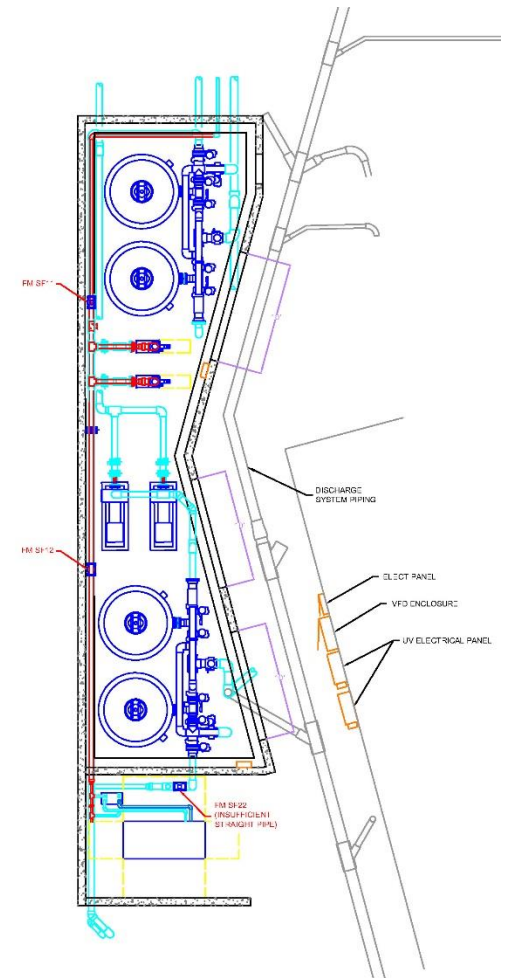 FM SF11
DISCHARGE
SYSTEM PIPING
FM SF12
ELECT PANEL
VFD ENCLOSURE
UV ELECTRICAL PANEL
FM SF22
(INSUFFICIENT
STRAIGHT PIPE)